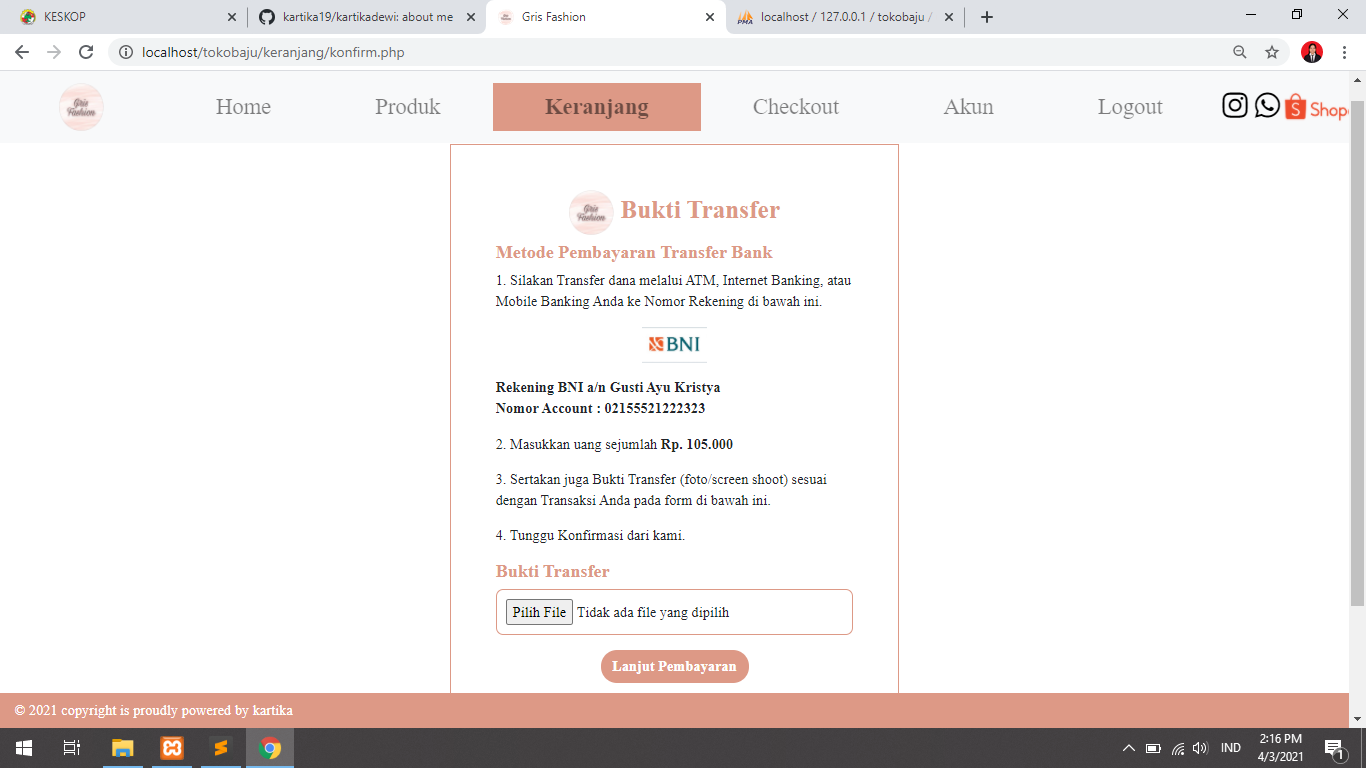 KESKOP
kartika19/kartikadewi: about me
Gris Fashion
localhost / 127.0.0.1 / tokobaju /
localhost/tokobaju/keranjang/konfirm.php
Gris
Fashion
Home
Produk
Keranjang
Checkout
Akun
Logout
Shop
Gris
Fashion
Bukti Transfer
Metode Pembayaran Transfer Bank
1. Silakan Transfer dana melalui ATM, Internet Banking, atau
Mobile Banking Anda ke Nomor Rekening di bawah ini.
BNI
Rekening BNI a/n Gusti Ayu Kristya
Nomor Account : 02155521222323
2. Masukkan uang sejumlah Rp. 105.000
3. Sertakan juga Bukti Transfer (foto/screen shoot) sesuai
dengan Transaksi Anda pada form di bawah ini.
4. Tunggu Konfirmasi dari kami.
Bukti Transfer
Pilih File Tidak ada file yang dipilih
Lanjut Pembayaran
© 2021 copyright is proudly powered by kartika
IND
2:16 PM
4/3/2021
1